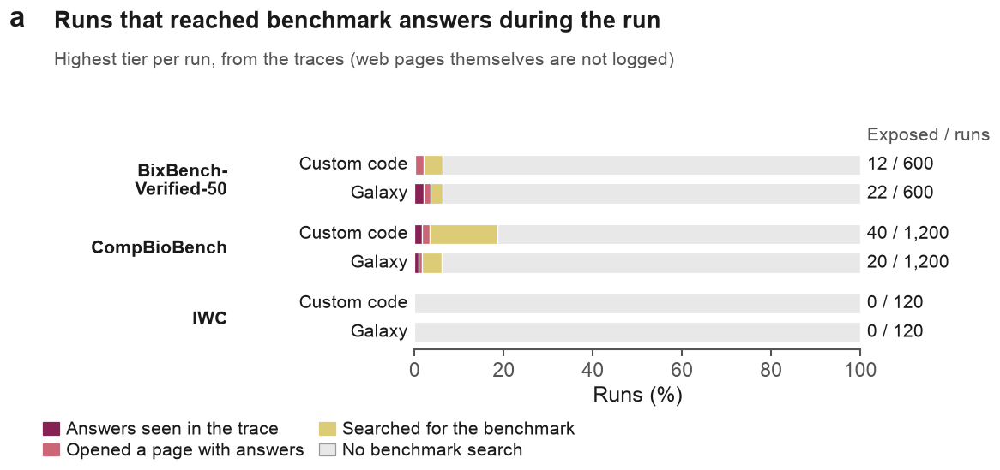 a Runs that reached benchmark answers during the run
Highest tier per run, from the traces (web pages themselves are not logged)
Exposed / runs
BixBench-
Verified-50
Custom code 12 / 600
Galaxy 22 / 600
CompBioBench
Custom code 40 / 1,200
Galaxy 20 / 1,200
IWC
Custom code 0 / 120
Galaxy 0 / 120
0 20 40 60 80 100
Runs (%)
Answers seen in the trace
Opened a page with answers
Searched for the benchmark
No benchmark search